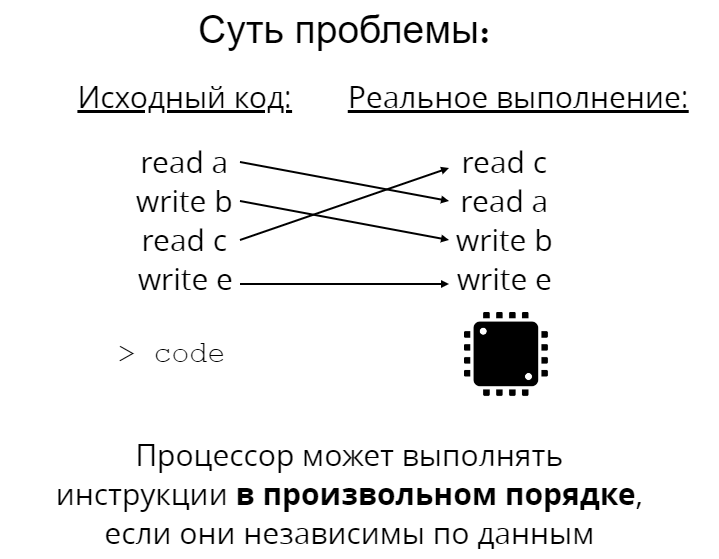 Суть проблемы:
Исходный код: Реальное выполнение:
read a read c
write b read a
read c write b
write e write e
> code
Процессор может выполнять
инструкции в произвольном порядке,
если они независимы по данным